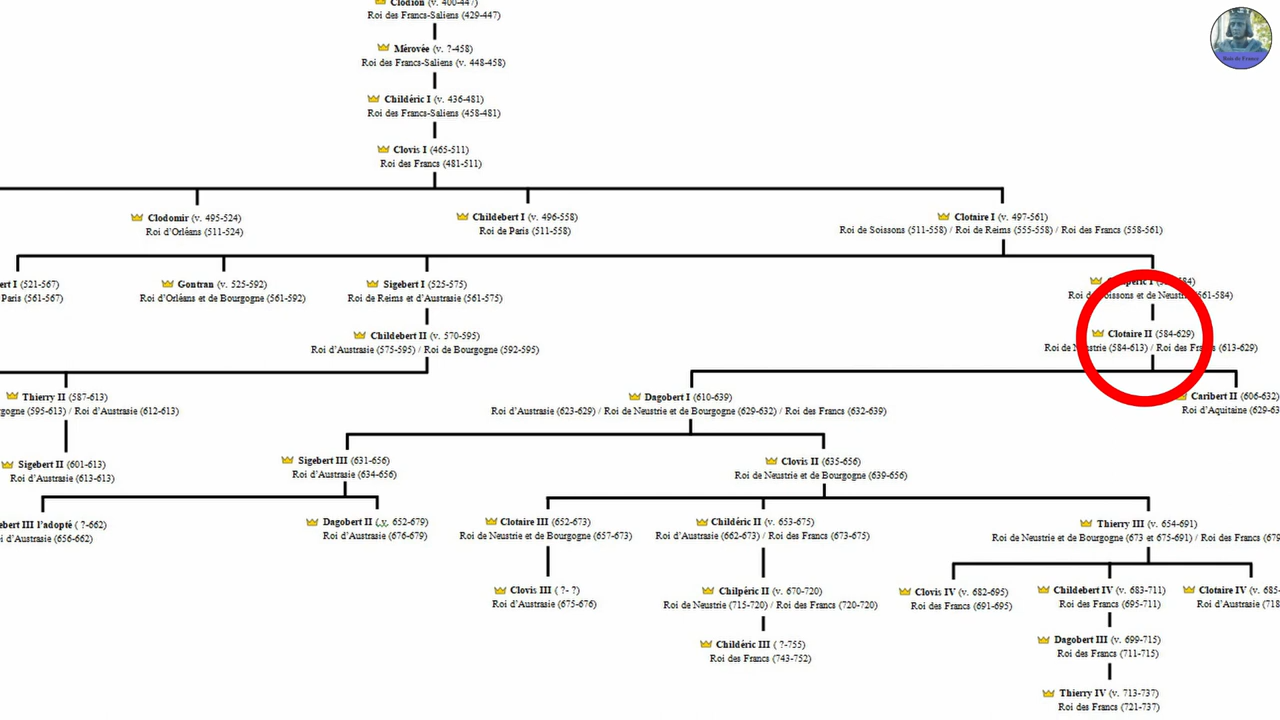 Clodion (v. 400-447)
Roi des Francs-Saliens (429-447)
Mérovée (v. ?-458)
Roi des Francs-Saliens (v. 448-458)
Childéric I (v. 436-481)
Roi des Francs-Saliens (458-481)
Clovis I (465-511)
Roi des Francs (481-511)
Clodomir (v. 495-524)
Roi d'Orléans (511-524)
Childebert I (v. 496-558)
Roi de Paris (511-558)
Clotaire I (v. 497-561)
Roi de Soissons (511-558) / Roi de Reims (555-558) / Roi des Francs (558-561)
ert I (521-567)
Paris (561-567)
Gontran (v. 525-592)
Roi d'Orléans et de Bourgogne (561-592)
Sigebert I (525-575)
Roi de Reims et d'Austrasie (561-575)
Roi de Soissons et de Neustrie (561-584)
Childebert II (v. 570-595)
Roi d'Austrasie (575-595) / Roi de Bourgogne (592-595)
Clotaire II (584-629)
Roi de Neustrie (584-613) / Roi des Francs (613-629)
Thierry II (587-613)
gogne (595-613) / Roi d'Austrasie (612-613)
Dagobert I (610-639)
Roi d'Austrasie (623-629) / Roi de Neustrie et de Bourgogne (629-632) / Roi des Francs (632-639)
Caribert II (606-632)
Roi d'Aquitaine (629-63
Sigebert II (601-613)
Roi d'Austrasie (613-613)
Sigebert III (631-656)
Roi d'Austrasie (634-656)
Clovis II (635-656)
Roi de Neustrie et de Bourgogne (639-656)
ebert III l'adopté ( ?-662)
i d'Austrasie (656-662)
Dagobert II (.v. 652-679)
Roi d'Austrasie (676-679)
Clotaire III (652-673)
Roi de Neustrie et de Bourgogne (657-673)
Childéric II (v. 653-675)
Roi d'Austrasie (662-673) / Roi des Francs (673-675)
Thierry III (v. 654-691)
Roi de Neustrie et de Bourgogne (673 et 675-691) / Roi des Francs (679
Clovis III ( ?- ?)
Roi d'Austrasie (675-676)
Chilpéric II (v. 670-720)
Roi de Neustrie (715-720) / Roi des Francs (720-720)
Clovis IV (v. 682-695)
Roi des Francs (691-695)
Childebert IV (v. 683-711)
Roi des Francs (695-711)
Clotaire IV (v. 685-
Roi d'Austrasie (718
Childéric III ( ?-755)
Roi des Francs (743-752)
Dagobert III (v. 699-715)
Roi des Francs (711-715)
Thierry IV (v. 713-737)
Roi des Francs (721-737)